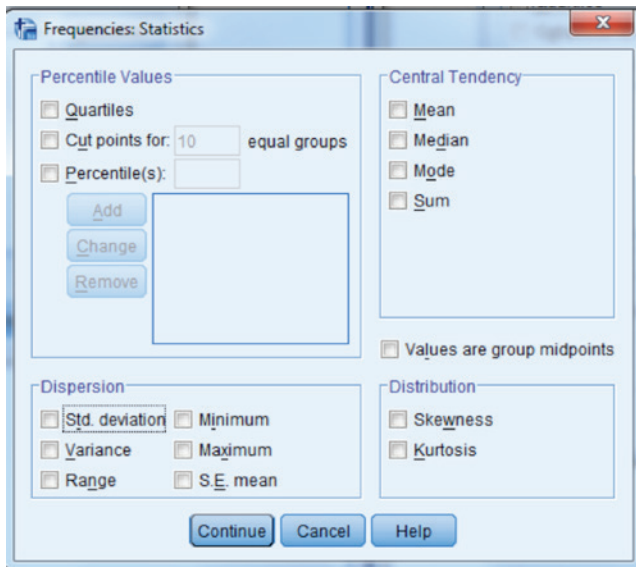 Frequencies: Statistics
Percentile Values
Quartiles
Cut points for: 10 equal groups
Percentile(s):
Add
Change
Remove
Central Tendency
Mean
Median
Mode
Sum
Values are group midpoints
Dispersion
Std. deviation Minimum
Variance Maximum
Range S.E. mean
Distribution
Skewness
Kurtosis
Continue Cancel Help